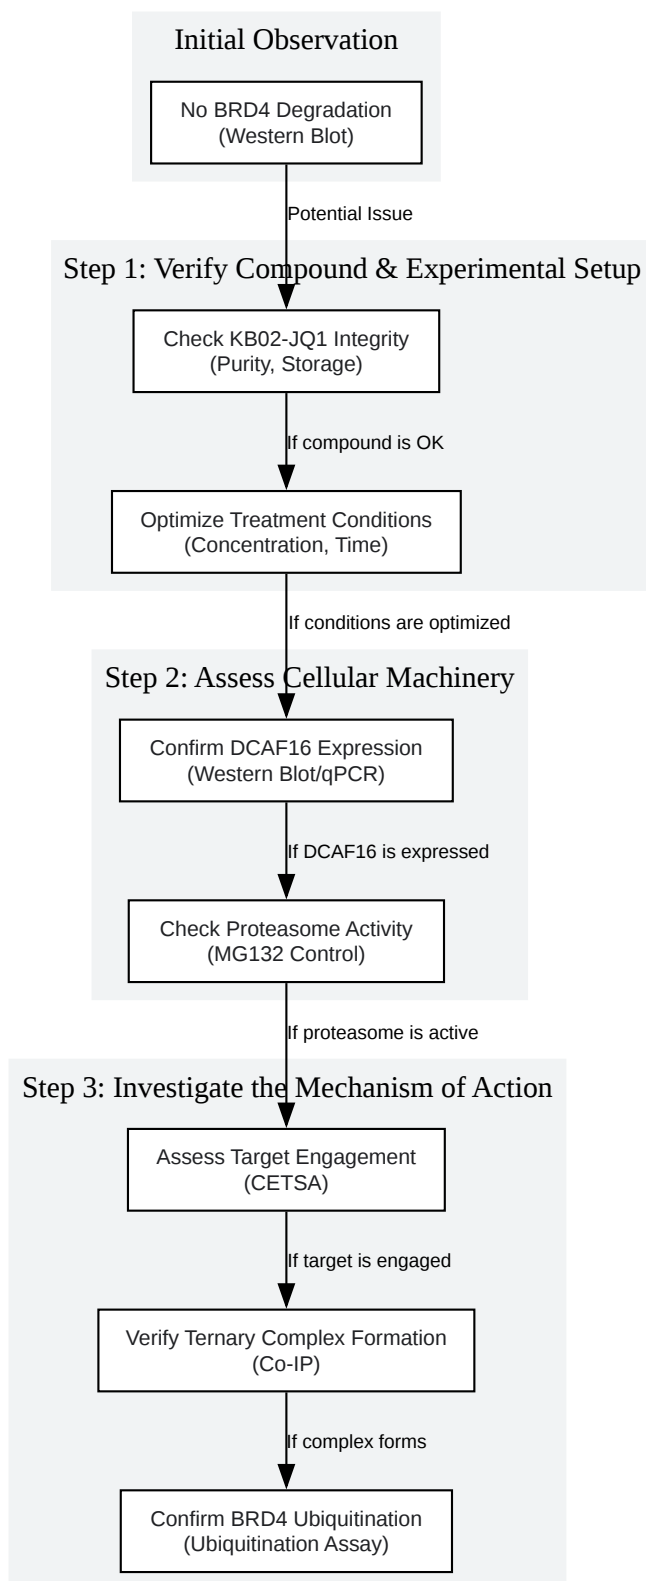 Initial Observation
No BRD4 Degradation
(Western Blot)
Potential Issue
Step 1: Verify Compound & Experimental Setup
Check KB02-JQ1 Integrity
(Purity, Storage)
If compound is OK
Optimize Treatment Conditions
(Concentration, Time)
If conditions are optimized
Step 2: Assess Cellular Machinery
Confirm DCAF16 Expression
(Western Blot/qPCR)
If DCAF16 is expressed
Check Proteasome Activity
(MG132 Control)
If proteasome is active
Step 3: Investigate the Mechanism of Action
Assess Target Engagement
(CETSA)
If target is engaged
Verify Ternary Complex Formation
(Co-IP)
If complex forms
Confirm BRD4 Ubiquitination
(Ubiquitination Assay)